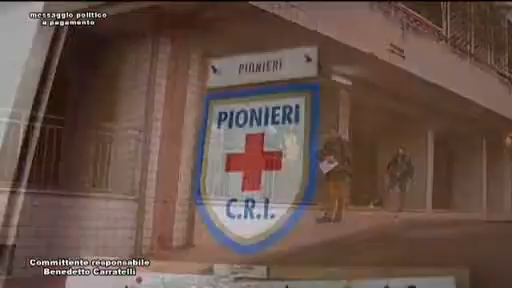 messaggio politico
a pagamento
PIONIERI
PIONIERI
C.R.I.
Committente responsabile
Benedetto Carratelli